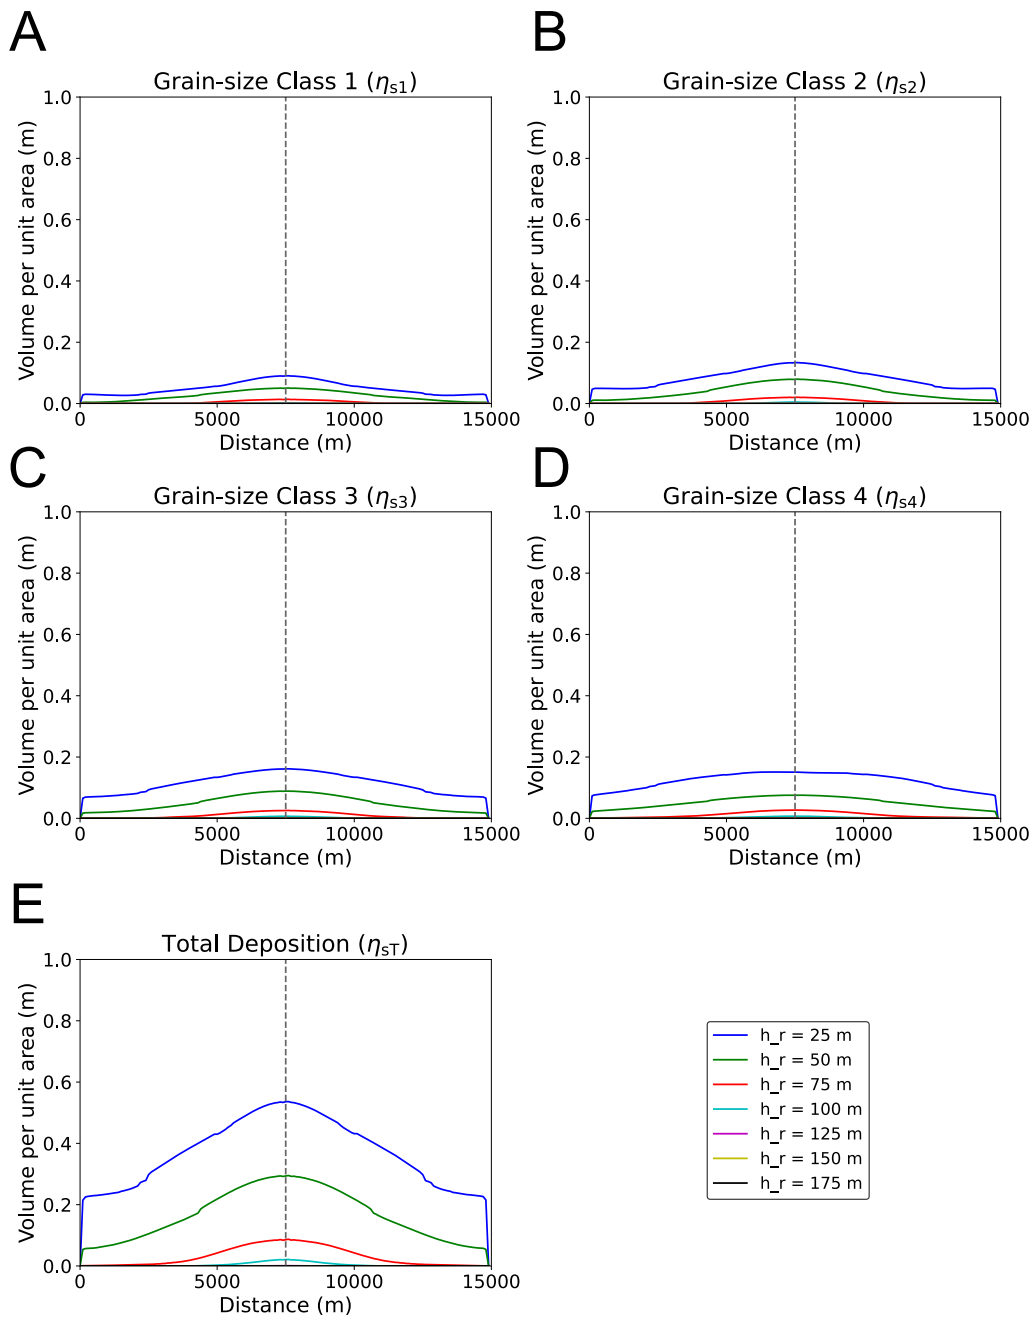 A
Grain-size Class 1 (ηs1)
Volume per unit area (m)
1.0
0.8
0.6
0.4
0.2
0.0
0
5000
10000
15000
Distance (m)
B
Grain-size Class 2 (ηs2)
Volume per unit area (m)
1.0
0.8
0.6
0.4
0.2
0.0
0
5000
10000
15000
Distance (m)
C
Grain-size Class 3 (ηs3)
Volume per unit area (m)
1.0
0.8
0.6
0.4
0.2
0.0
0
5000
10000
15000
Distance (m)
D
Grain-size Class 4 (ηs4)
Volume per unit area (m)
1.0
0.8
0.6
0.4
0.2
0.0
0
5000
10000
15000
Distance (m)
E
Total Deposition (ηsT)
Volume per unit area (m)
1.0
0.8
0.6
0.4
0.2
0.0
0
5000
10000
15000
Distance (m)
h_r = 25 m
h_r = 50 m
h_r = 75 m
h_r = 100 m
h_r = 125 m
h_r = 150 m
h_r = 175 m